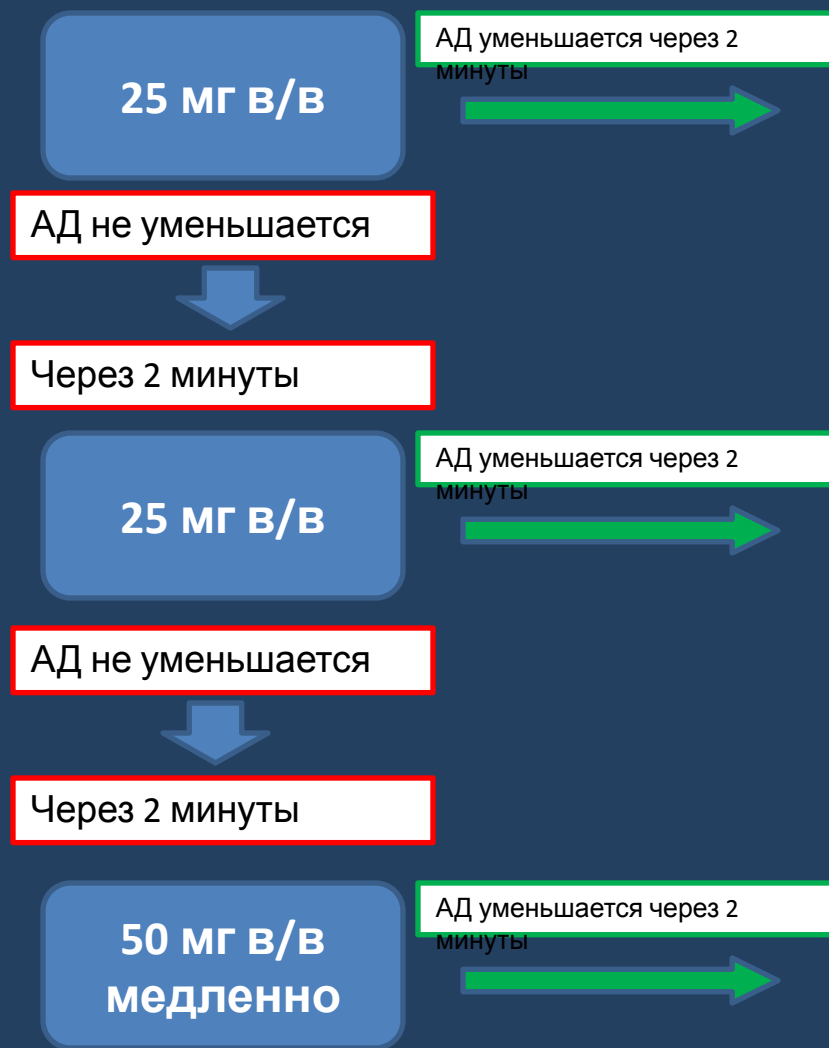 25 мг в/в
АД уменьшается через 2
минуты
АД не уменьшается
Через 2 минуты
25 мг в/в
АД уменьшается через 2
минуты
АД не уменьшается
Через 2 минуты
50 мг в/в
медленно
АД уменьшается через 2
минуты